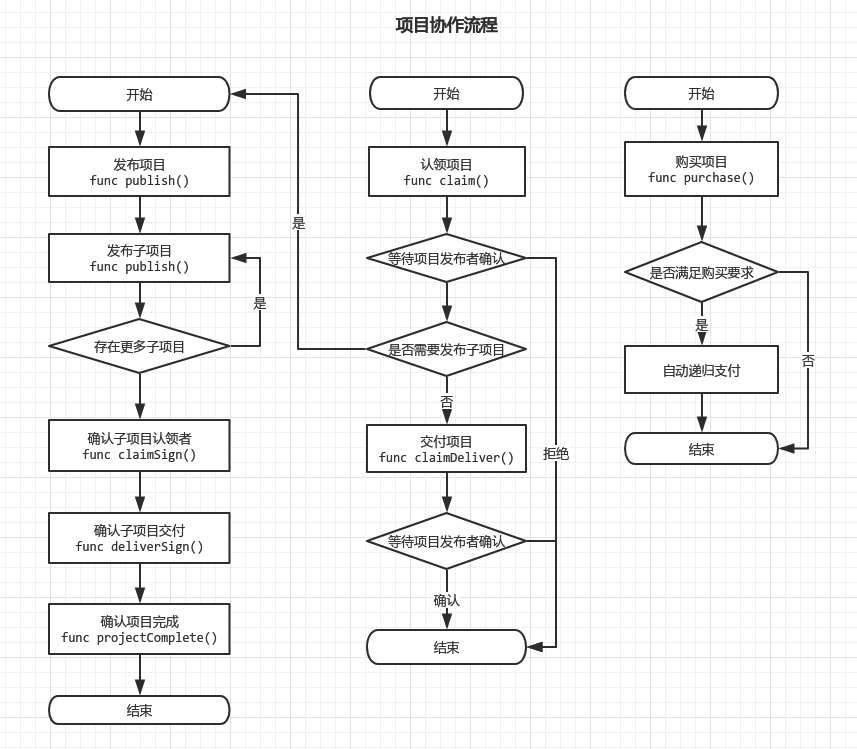 项目协作流程
开始
发布项目
func publish()
发布子项目
func publish()
是
存在更多子项目
确认子项目认领者
func claimSign()
确认子项目交付
func deliverSign()
确认项目完成
func projectComplete()
结束
开始
认领项目
func claim()
等待项目发布者确认
是
是否需要发布子项目
否
交付项目
func claimDeliver()
拒绝
等待项目发布者确认
确认
结束
开始
购买项目
func purchase()
是否满足购买要求
是
否
自动递归支付
结束